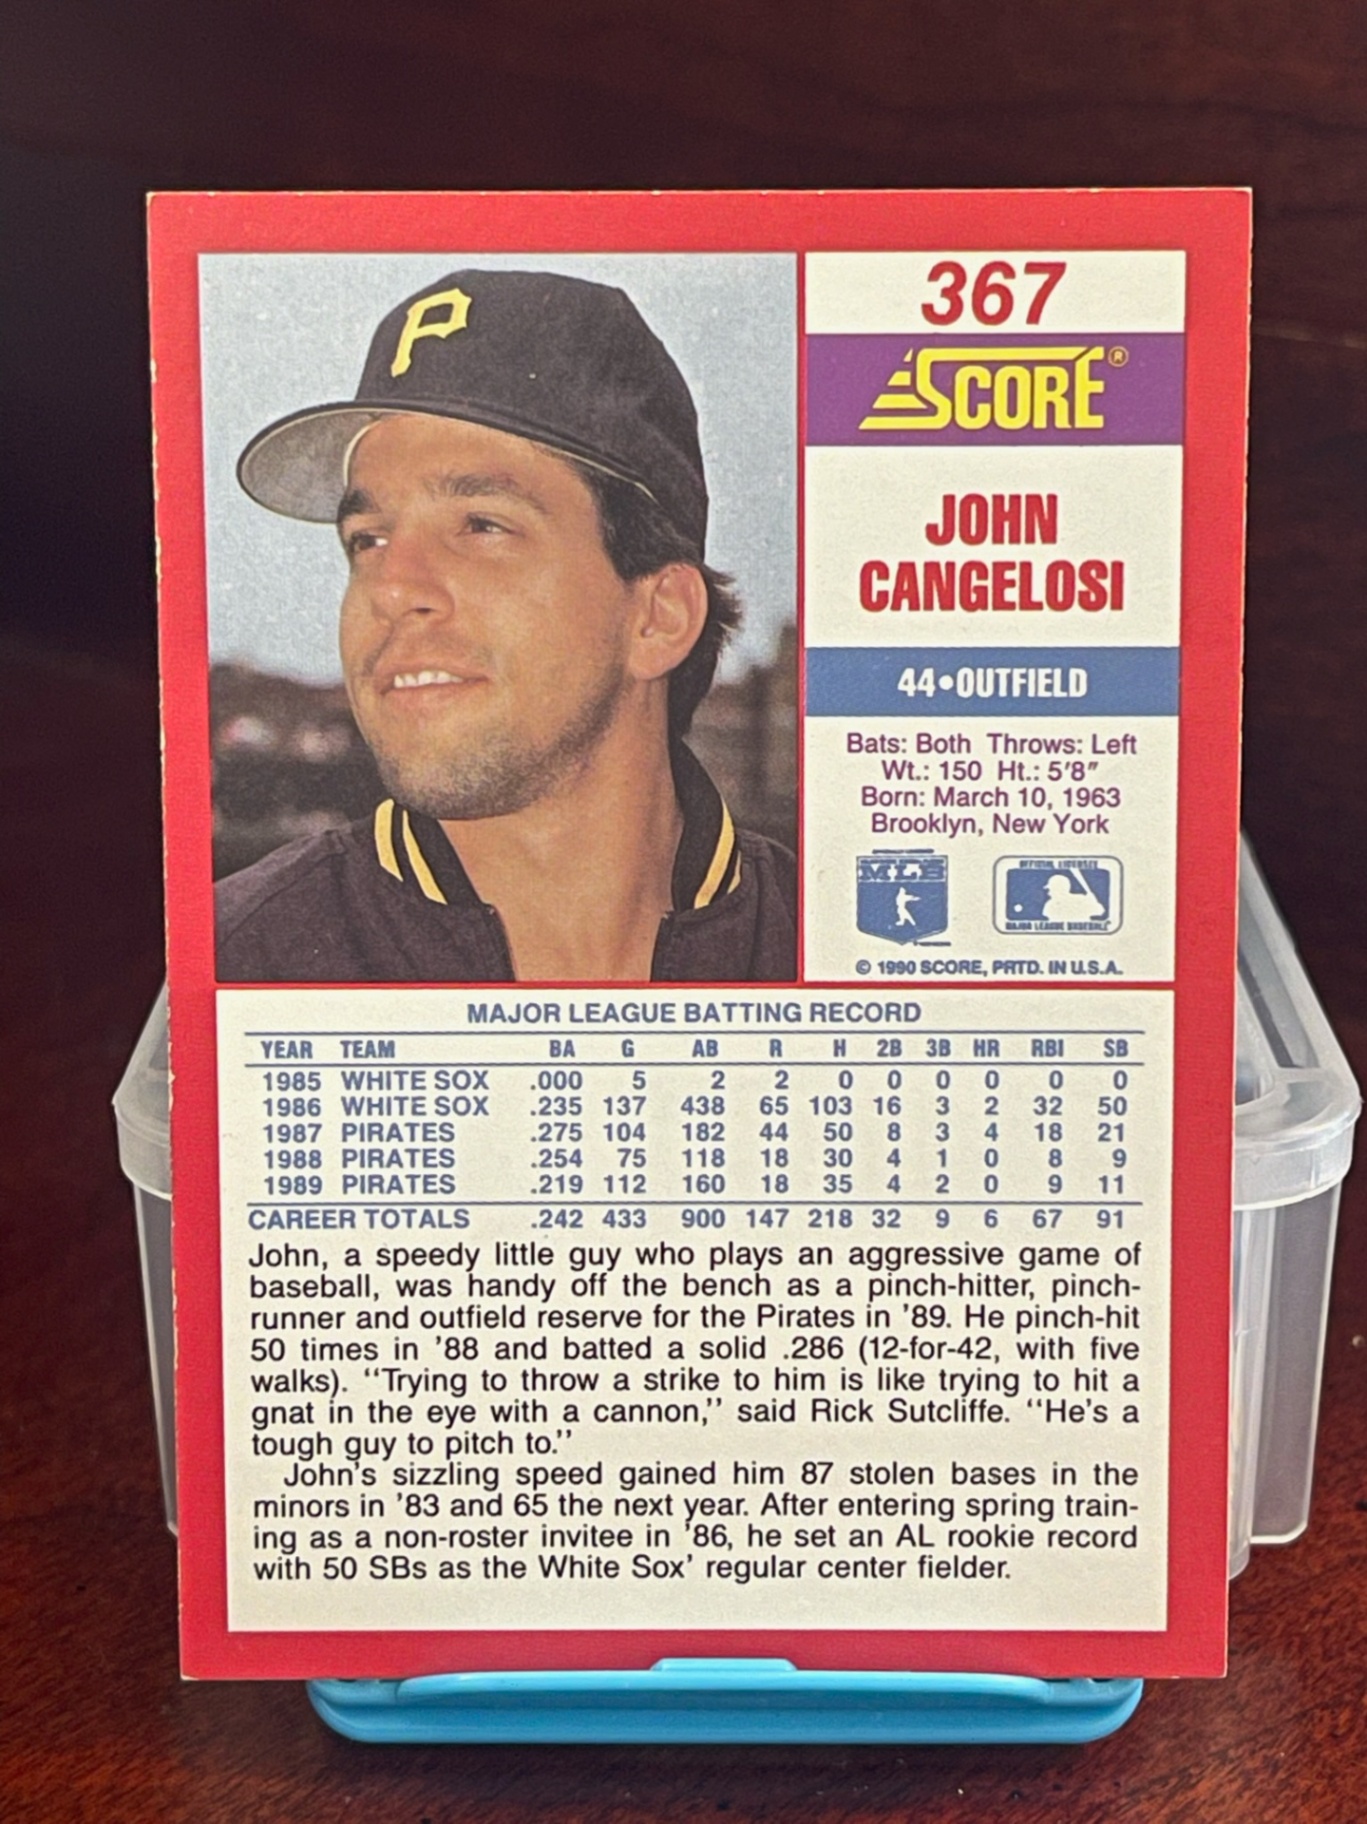 P
367
SCORE®
JOHN
CANGELOSI
44•OUTFIELD
Bats: Both Throws: Left
Wt.: 150 Ht.: 5'8"
Born: March 10, 1963
Brooklyn, New York
MLB
OFFICIAL LICENSEE
MAJOR LEAGUE BASEBALL
© 1990 SCORE, PRTD. IN U.S.A.
MAJOR LEAGUE BATTING RECORD
YEAR TEAM BA G AB R H 2B 3B HR RBI SB
1985 WHITE SOX .000 5 2 2 0 0 0 0 0 0
1986 WHITE SOX .235 137 438 65 103 16 3 2 32 50
1987 PIRATES .275 104 182 44 50 8 3 4 18 21
1988 PIRATES .254 75 118 18 30 4 1 0 8 9
1989 PIRATES .219 112 160 18 35 4 2 0 9 11
CAREER TOTALS .242 433 900 147 218 32 9 6 67 91
John, a speedy little guy who plays an aggressive game of
baseball, was handy off the bench as a pinch-hitter, pinch-
runner and outfield reserve for the Pirates in '89. He pinch-hit
50 times in '88 and batted a solid .286 (12-for-42, with five
walks). ''Trying to throw a strike to him is like trying to hit a
gnat in the eye with a cannon,'' said Rick Sutcliffe. ''He's a
tough guy to pitch to.''
John's sizzling speed gained him 87 stolen bases in the
minors in '83 and 65 the next year. After entering spring train-
ing as a non-roster invitee in '86, he set an AL rookie record
with 50 SBs as the White Sox' regular center fielder.